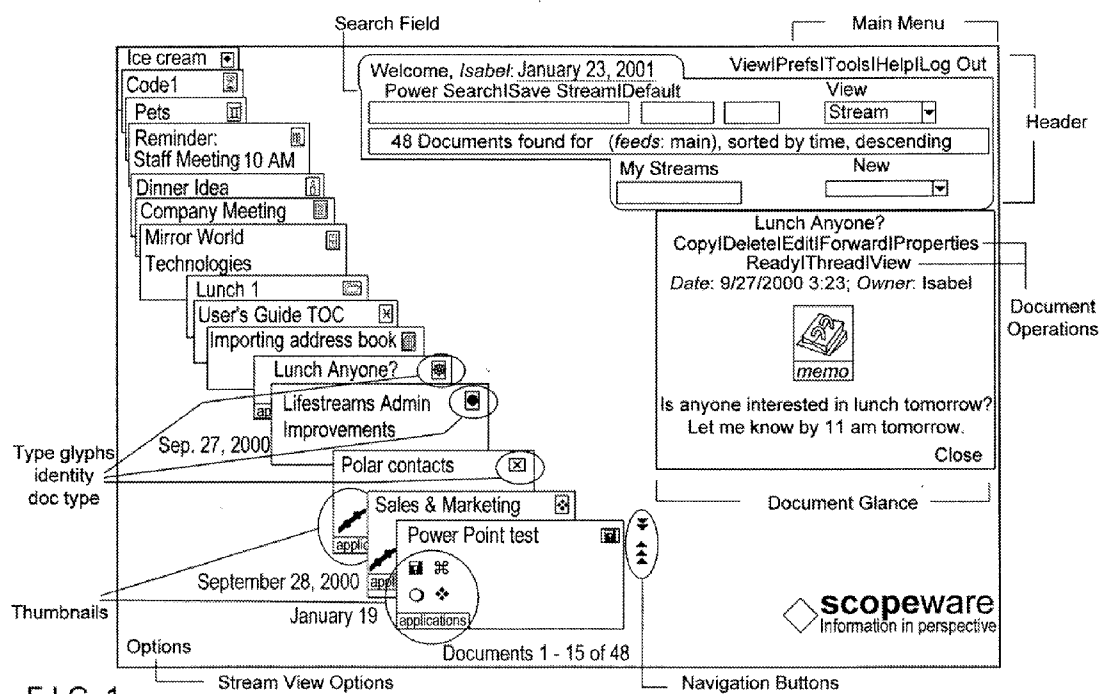 Search Field
Main Menu
Ice cream
Code1
Pets
Reminder:
Staff Meeting 10 AM
Dinner Idea
Company Meeting
Mirror World
Technologies
Lunch 1
User's Guide TOC
Importing address book
Lunch Anyone?
Lifestreams Admin
Improvements
Sep. 27, 2000
Polar contacts
Sales & Marketing
Power Point test
September 28, 2000
January 19
applications
Documents 1 - 15 of 48
Welcome, Isabel: January 23, 2001
View|Prefs|Tools|Help|Log Out
Power Search|Save Stream|Default
View
Stream
48 Documents found for (feeds: main), sorted by time, descending
My Streams
New
Header
Lunch Anyone?
Copy|Delete|Edit|Forward|Properties
Ready|Thread|View
Date: 9/27/2000 3:23; Owner: Isabel
memo
Is anyone interested in lunch tomorrow?
Let me know by 11 am tomorrow.
Close
Document
Operations
Document Glance
Type glyphs
identity
doc type
Thumbnails
scopeware
Information in perspective
Options
Stream View Options
Navigation Buttons
FIG. 1